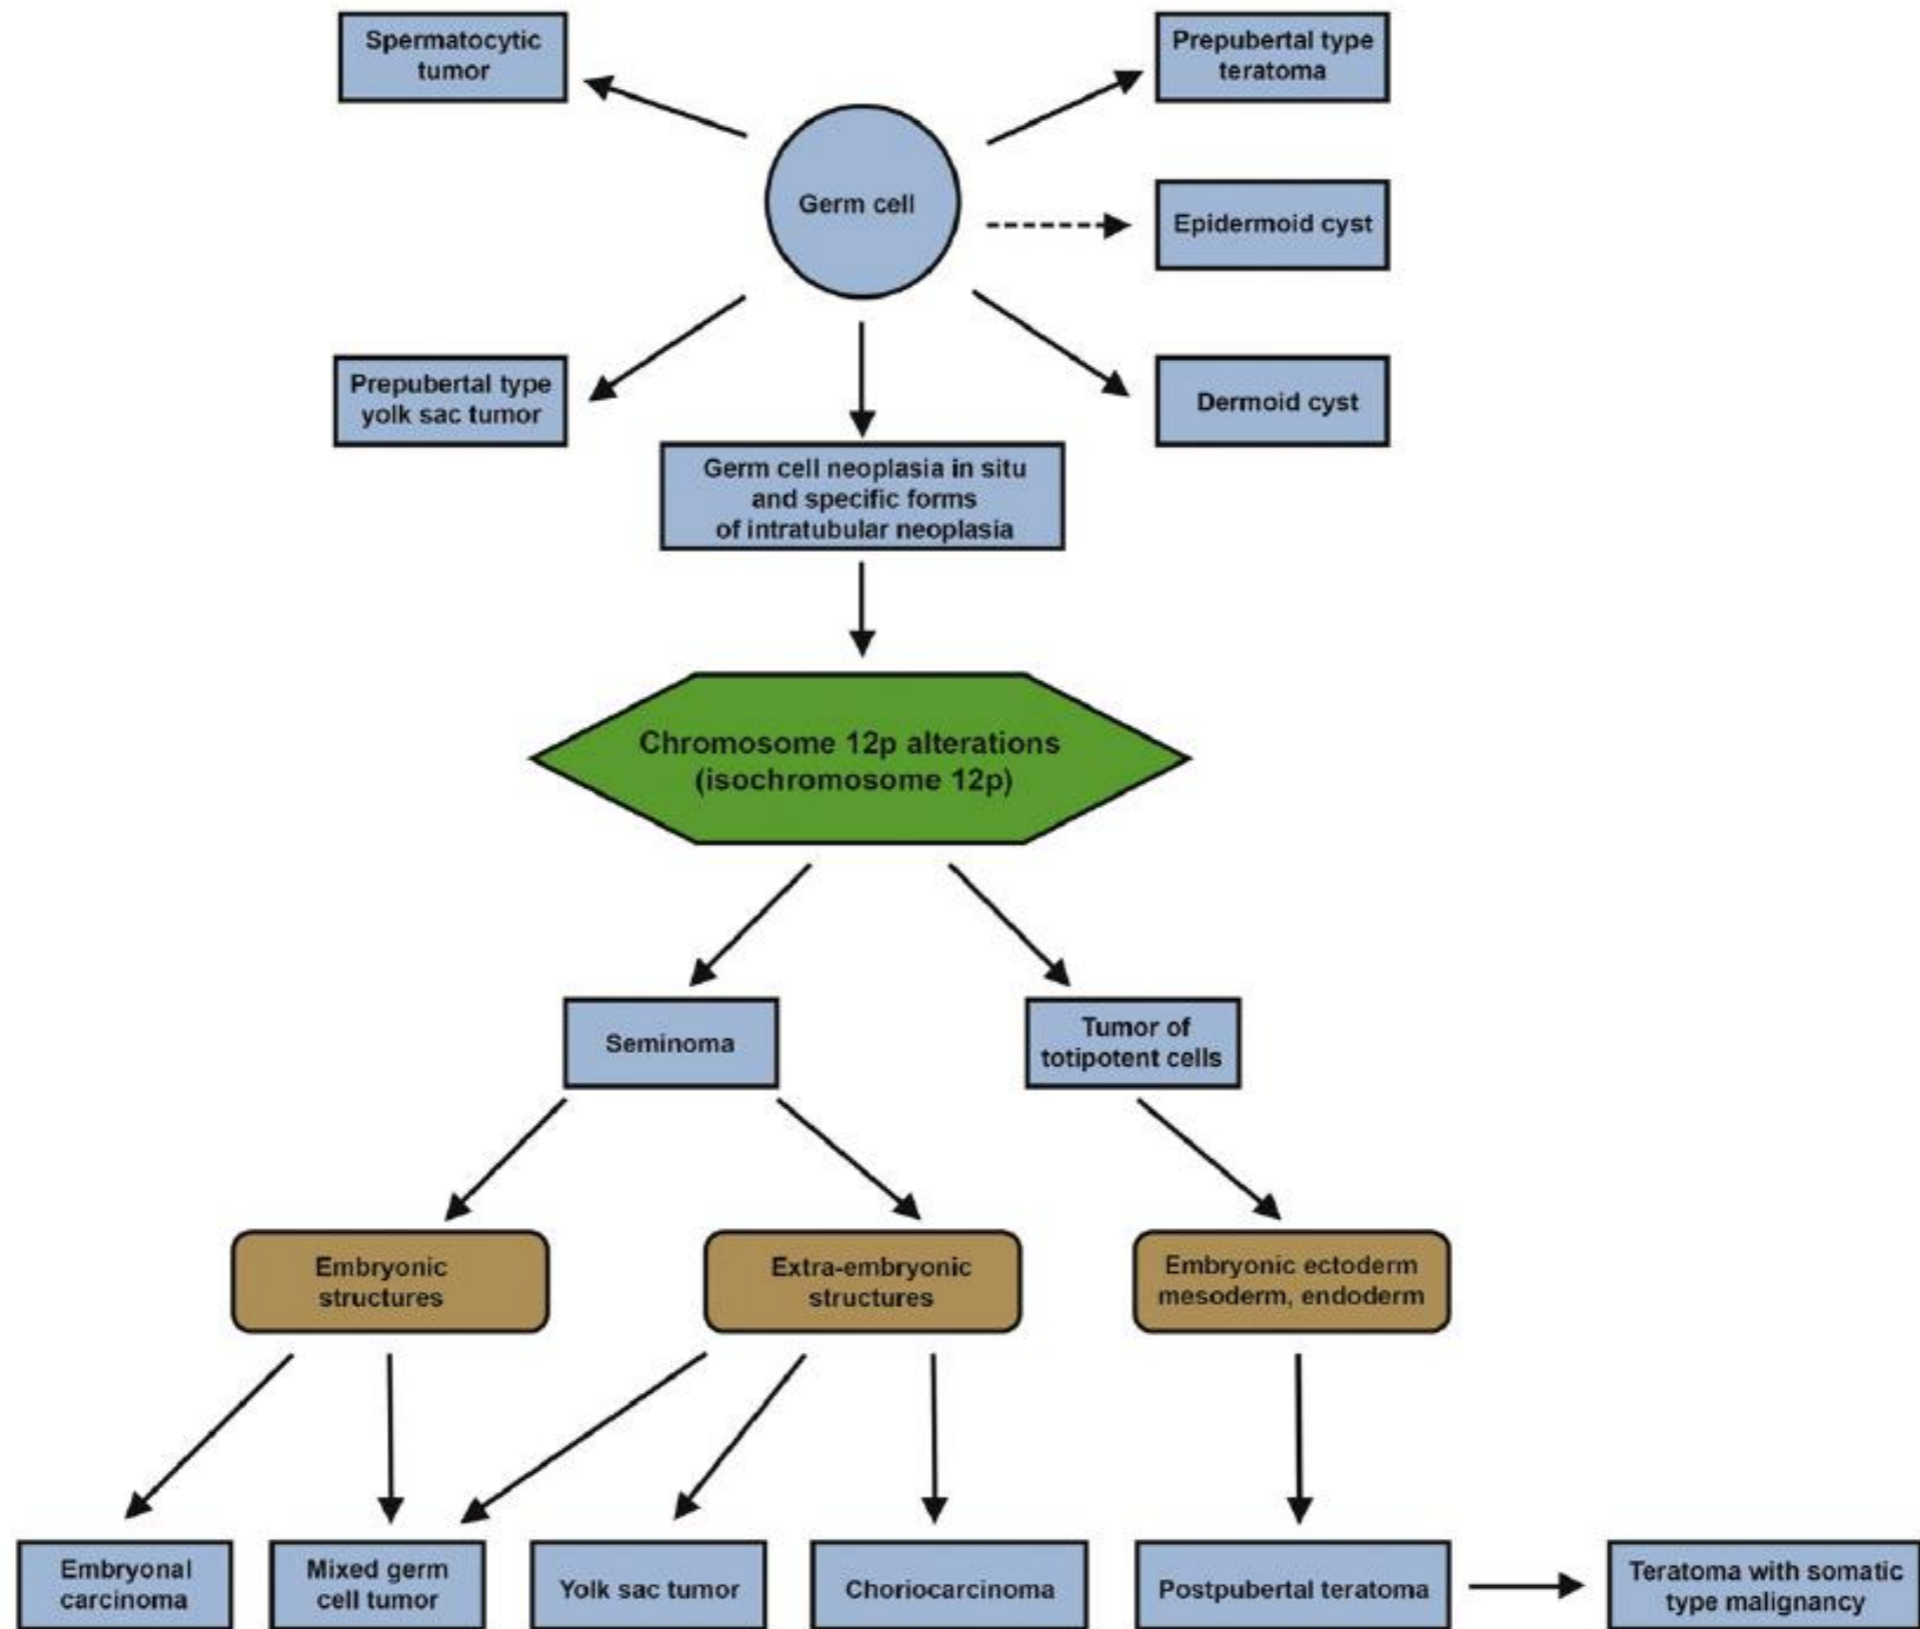 Spermatocytic
tumor
Prepubertal type
teratoma
Germ cell
Epidermoid cyst
Prepubertal type
yolk sac tumor
Dermoid cyst
Germ cell neoplasia in situ
and specific forms
of intratubular neoplasia
Chromosome 12p alterations
(isochromosome 12p)
Seminoma
Tumor of
totipotent cells
Embryonic
structures
Extra-embryonic
structures
Embryonic ectoderm
mesoderm, endoderm
Embryonal
carcinoma
Mixed germ
cell tumor
Yolk sac tumor
Choriocarcinoma
Postpubertal teratoma
Teratoma with somatic
type malignancy